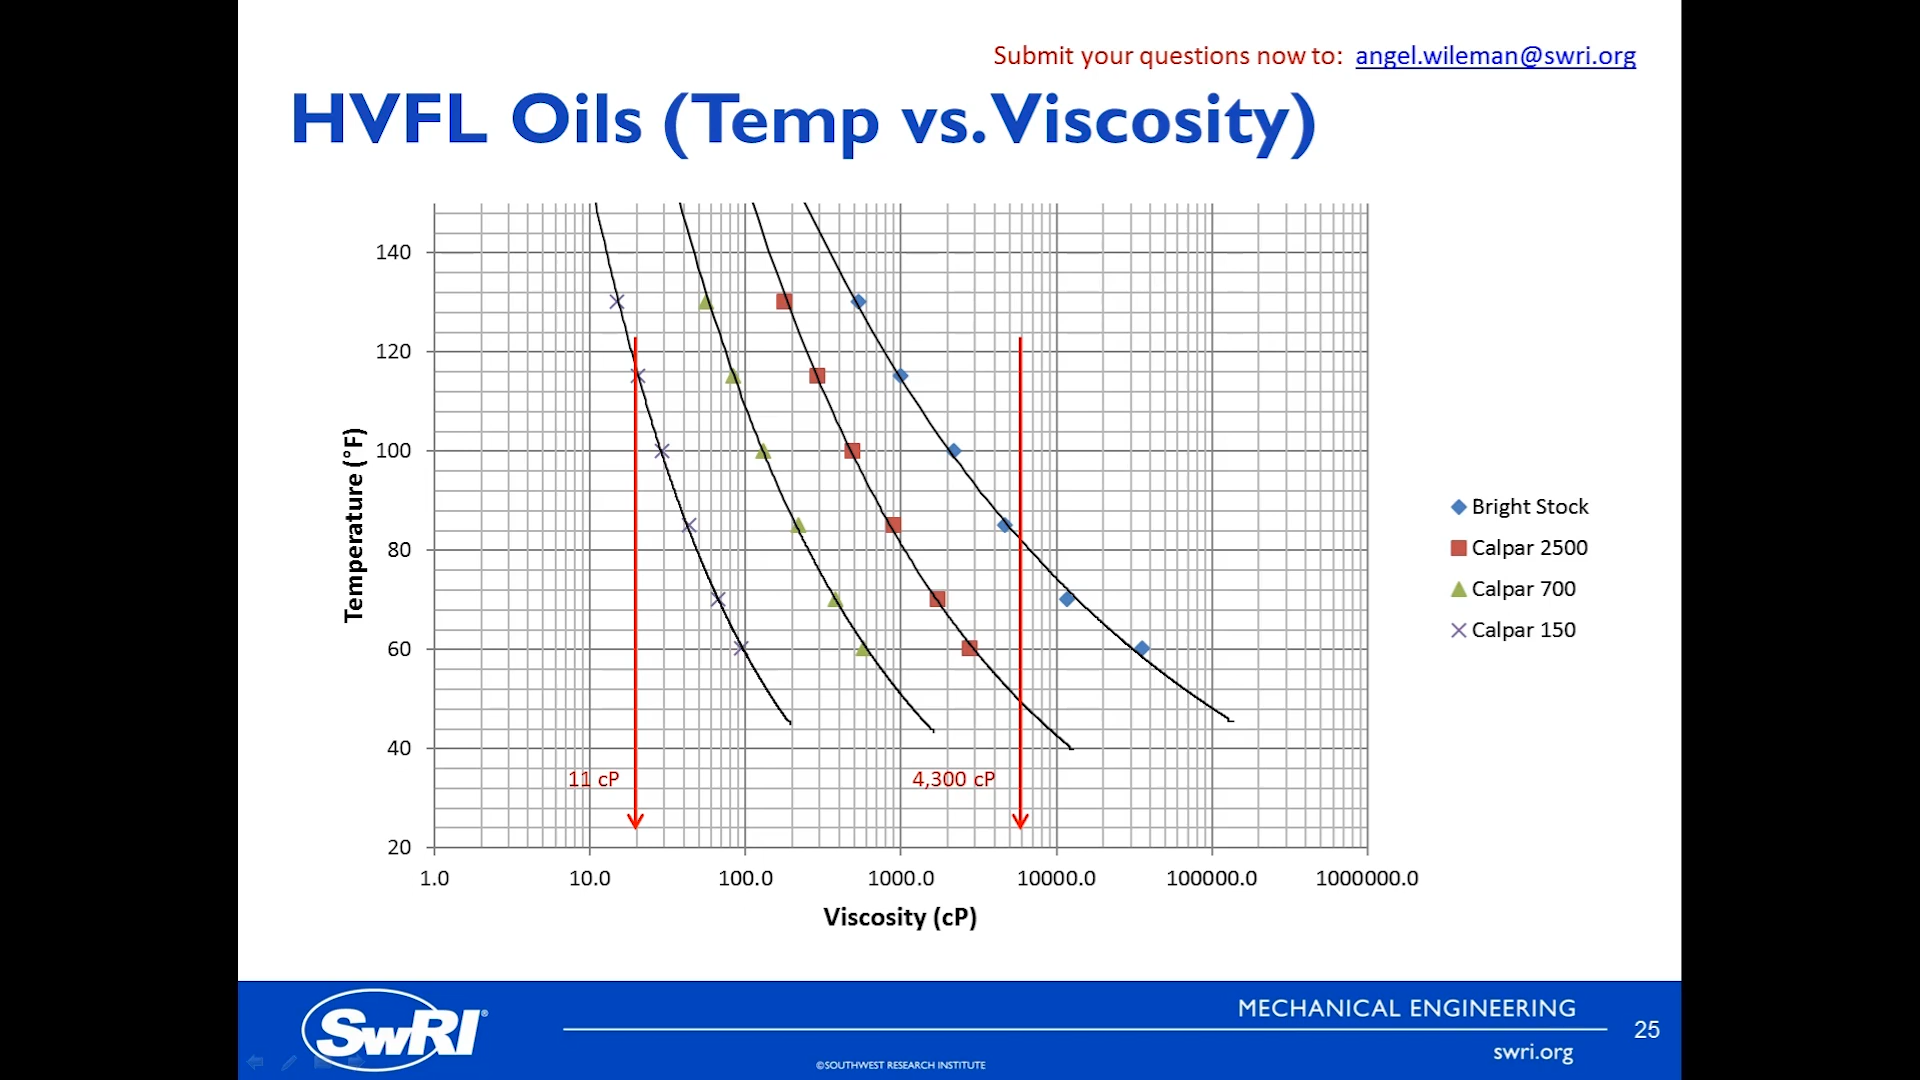 Submit your questions now to: angel.wileman@swri.org
HVFL Oils (Temp vs. Viscosity)
140
120
100
80
60
40
20
Temperature (°F)
11 cP
4,300 cP
1.0 10.0 100.0 1000.0 10000.0 100000.0 1000000.0
Viscosity (cP)
Bright Stock
Calpar 2500
Calpar 700
Calpar 150
SwRI®
MECHANICAL ENGINEERING
25
swri.org
©SOUTHWEST RESEARCH INSTITUTE